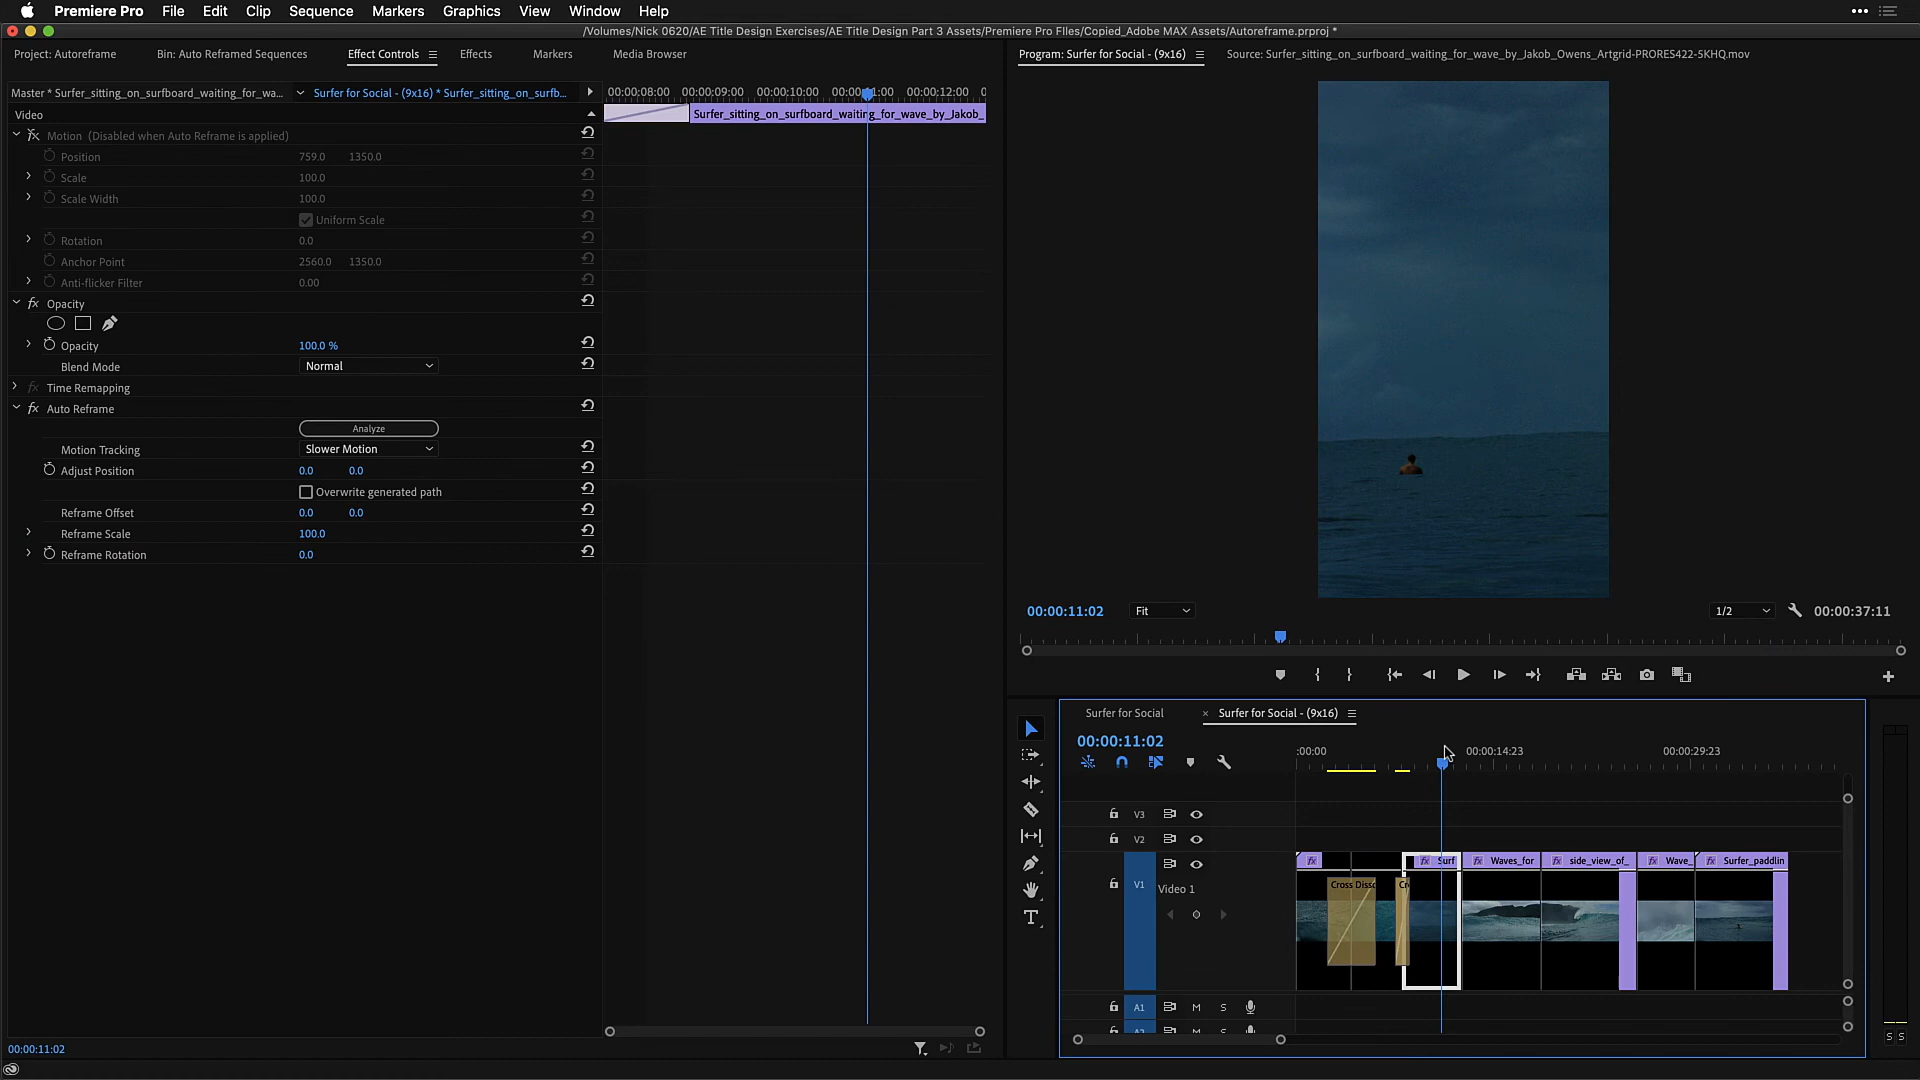 Premiere Pro File Edit Clip Sequence Markers Graphics View Window Help
/Volumes/Nick 0620/AE Title Design Exercises/AE Title Design Part 3 Assets/Premiere Pro FIles/Copied_Adobe MAX Assets/Autoreframe.prproj *
Project: Autoreframe Bin: Auto Reframed Sequences Effect Controls Effects Markers Media Browser
Program: Surfer for Social - (9x16) Source: Surfer_sitting_on_surfboard_waiting_for_wave_by_Jakob_Owens_Artgrid-PRORES422-5KHQ.mov
Master * Surfer_sitting_on_surfboard_waiting_for_wa... Surfer for Social - (9x16) * Surfer_sitting_on_surfb...
00:00:08:00 00:00:09:00 00:00:10:00 00:00:11:00 00:00:12:00 0
Surfer_sitting_on_surfboard_waiting_for_wave_by_Jakob_
Video
fx Motion (Disabled when Auto Reframe is applied)
Position 759.0 1350.0
Scale 100.0
Scale Width 100.0
Uniform Scale
Rotation 0.0
Anchor Point 2560.0 1350.0
Anti-flicker Filter 0.00
fx Opacity
Opacity 100.0 %
Blend Mode Normal
fx Time Remapping
fx Auto Reframe
Analyze
Motion Tracking Slower Motion
Adjust Position 0.0 0.0
Overwrite generated path
Reframe Offset 0.0 0.0
Reframe Scale 100.0
Reframe Rotation 0.0
00:00:11:02
00:00:11:02 Fit 1/2 00:00:37:11
Surfer for Social × Surfer for Social - (9x16)
00:00:11:02
:00:00 00:00:14:23 00:00:29:23
V3
V2
fx fx Surf fx Waves_for fx side_view_of_ fx Wave_ fx Surfer_paddlin
V1 Video 1
Cross Disso Cr
A1 M S
A2 M S
S S
T